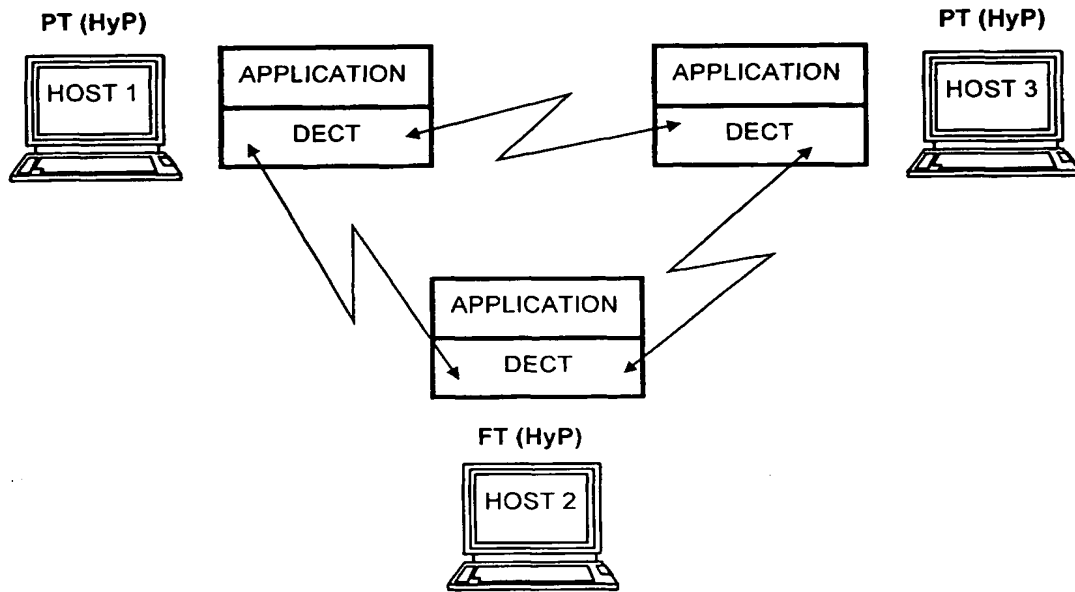 PT (HyP)
PT (HyP)
HOST 1
APPLICATION
DECT
APPLICATION
DECT
HOST 3
APPLICATION
DECT
FT (HyP)
HOST 2